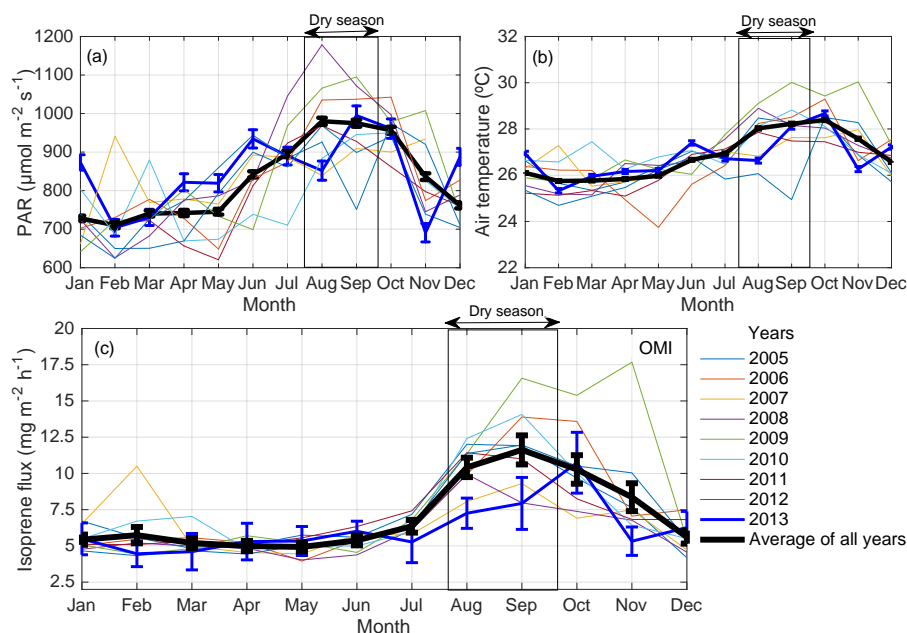 Dry season
(a)
1200
1100
1000
900
800
700
600
PAR (μmol m⁻² s⁻¹)
Jan Feb Mar Apr May Jun Jul Aug Sep Oct Nov Dec
Month
Dry season
(b)
32
30
28
26
24
22
Air temperature (ºC)
Jan Feb Mar Apr May Jun Jul Aug Sep Oct Nov Dec
Month
Dry season
(c)
OMI
20
17.5
15
12.5
10
7.5
5
2.5
Isoprene flux (mg m⁻² h⁻¹)
Jan Feb Mar Apr May Jun Jul Aug Sep Oct Nov Dec
Month
Years
2005
2006
2007
2008
2009
2010
2011
2012
2013
Average of all years